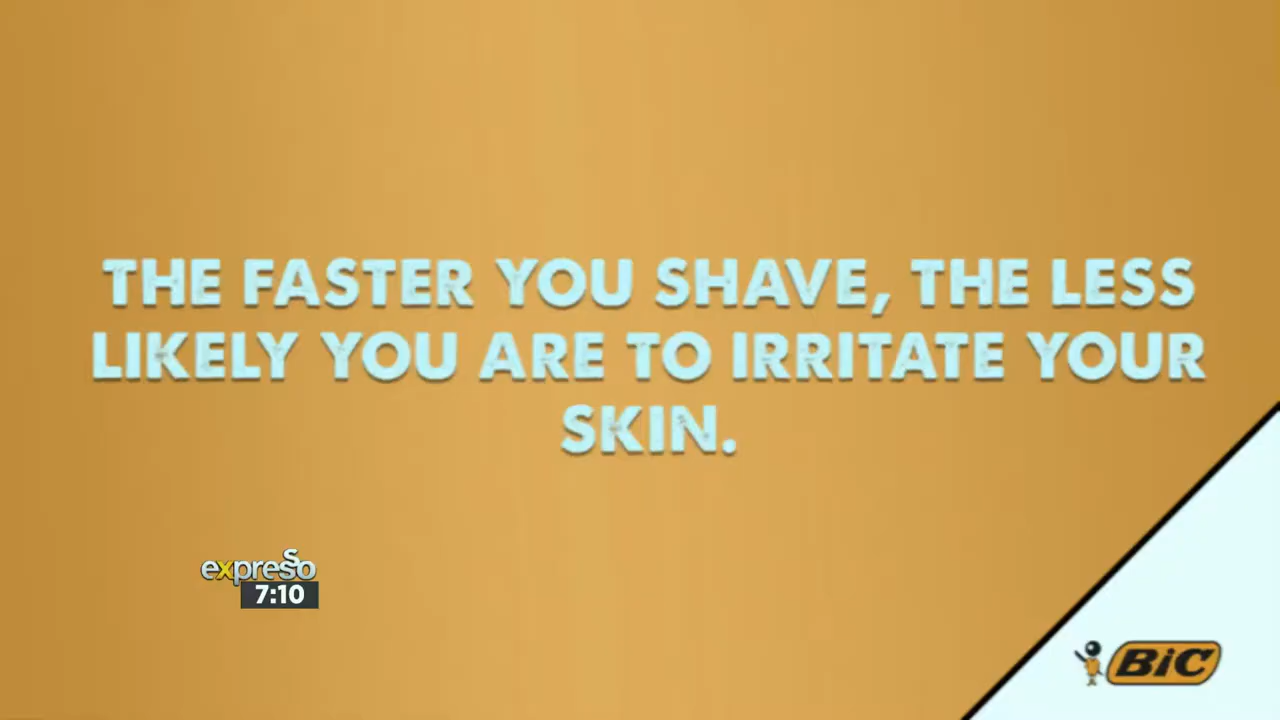 THE FASTER YOU SHAVE, THE LESS
LIKELY YOU ARE TO IRRITATE YOUR
SKIN.
expresso
7:10
BiC